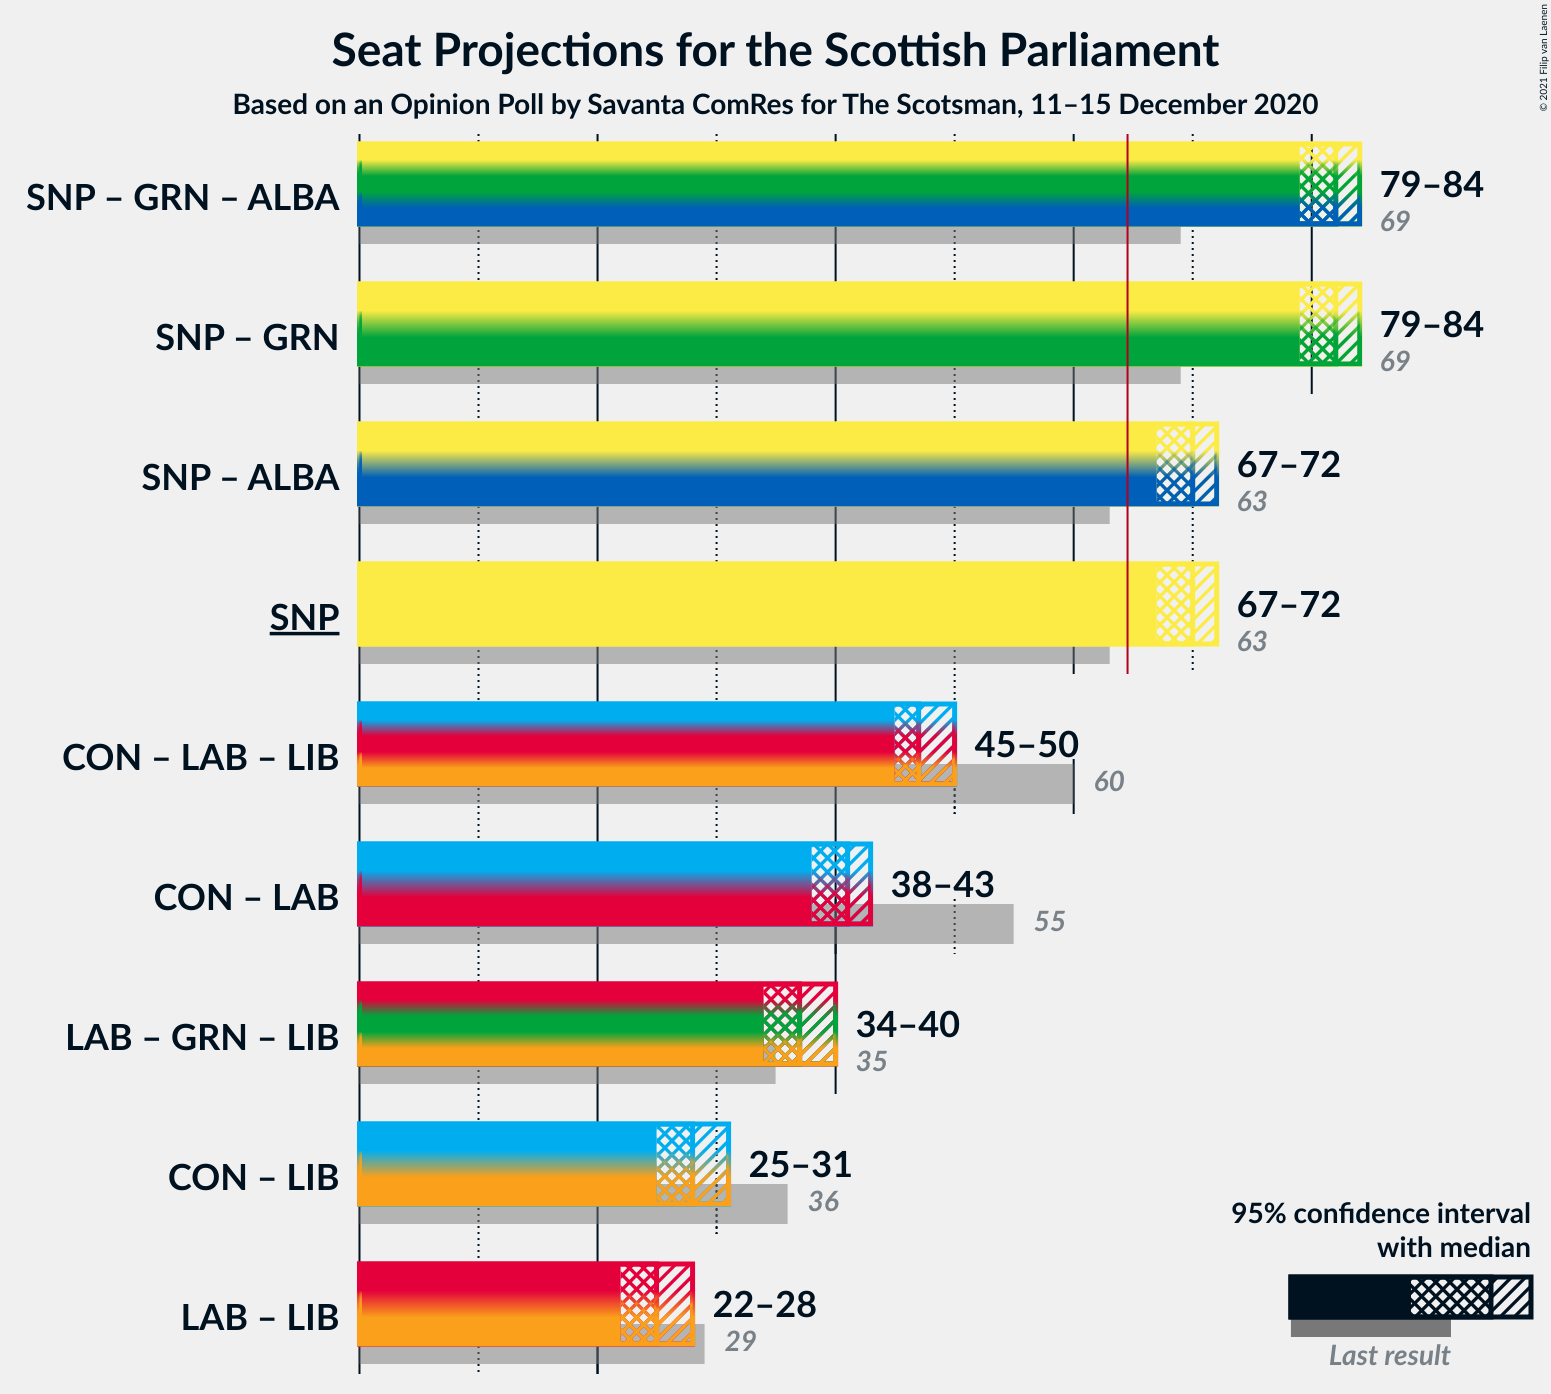 Seat Projections for the Scottish Parliament
Based on an Opinion Poll by Savanta ComRes for The Scotsman, 11–15 December 2020
© 2021 Filip van Laenen
SNP – GRN – ALBA
79–84
69
SNP – GRN
79–84
69
SNP – ALBA
67–72
63
SNP
67–72
63
CON – LAB – LIB
45–50
60
CON – LAB
38–43
55
LAB – GRN – LIB
34–40
35
CON – LIB
25–31
36
LAB – LIB
22–28
29
95% confidence interval
with median
Last result